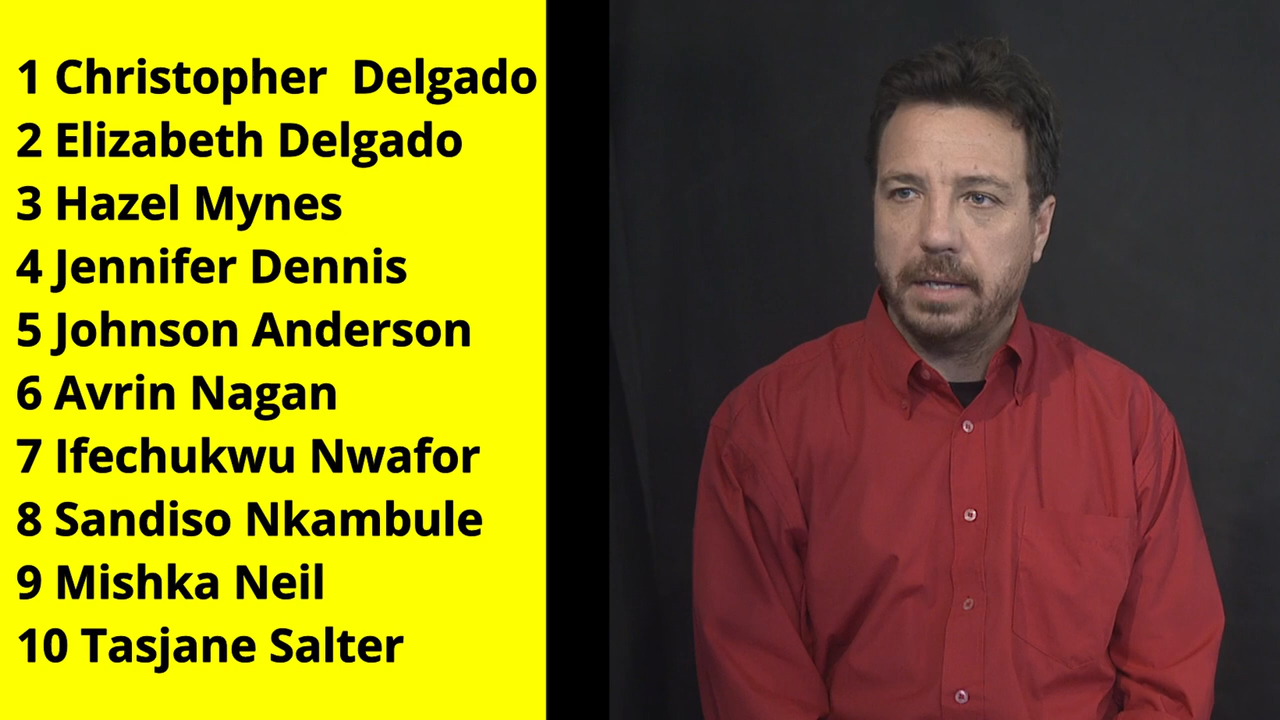 1 Christopher  Delgado
2 Elizabeth Delgado
3 Hazel Mynes
4 Jennifer Dennis
5 Johnson Anderson
6 Avrin Nagan
7 Ifechukwu Nwafor
8 Sandiso Nkambule
9 Mishka Neil
10 Tasjane Salter